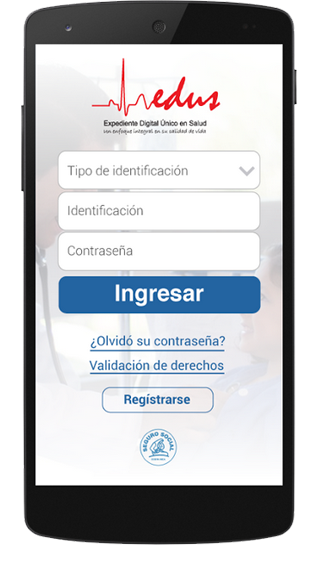 edus
Expediente Digital Único en Salud
un enfoque integral en su calidad de vida
Tipo de identificación
Identificación
Contraseña
Ingresar
¿Olvidó su contraseña?
Validación de derechos
Regístrarse
SEGURO SOCIAL